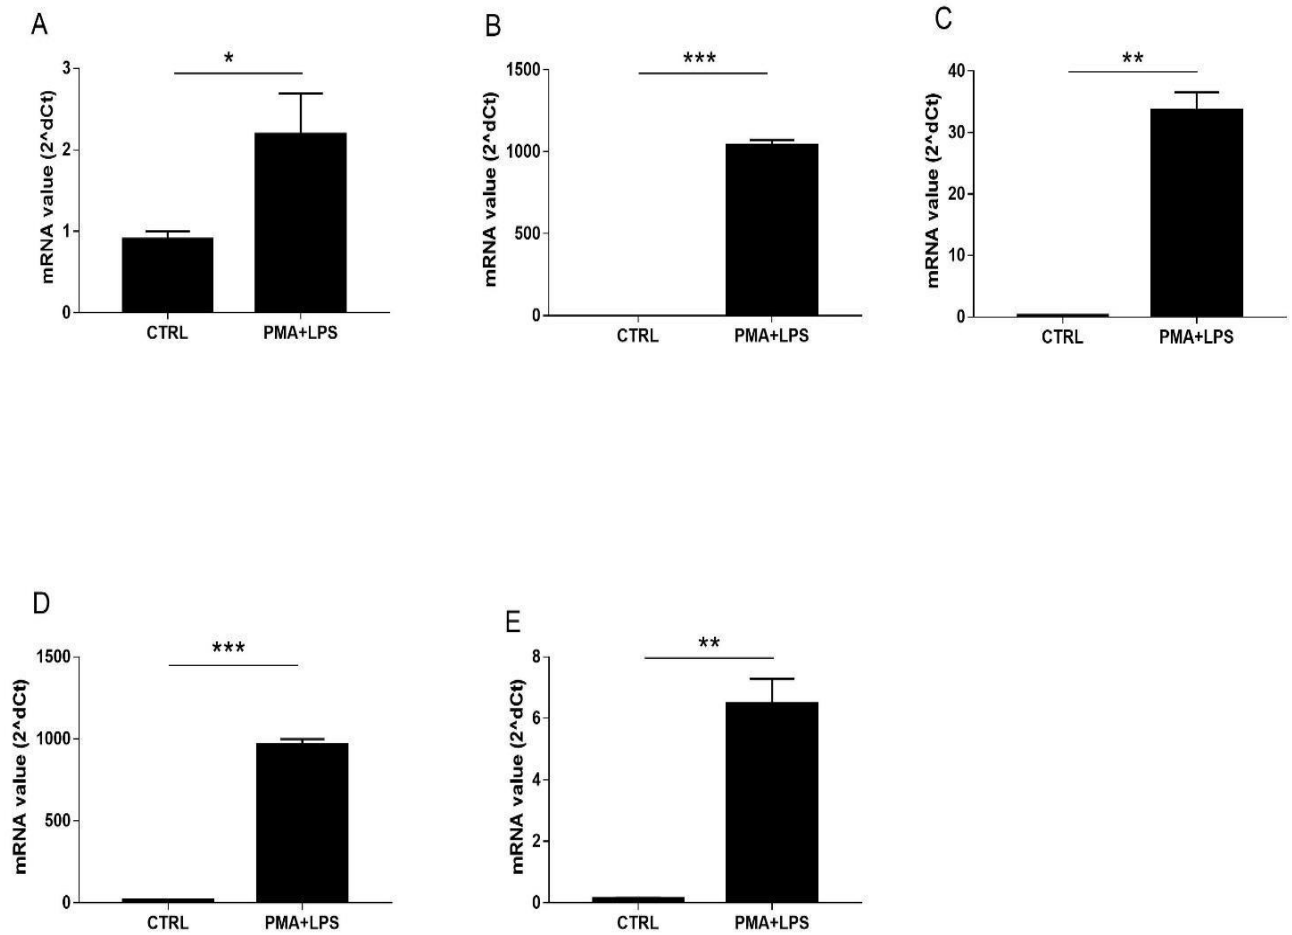 A
*
mRNA value (2^dCt)
3
2
1
0
CTRL PMA+LPS
B
***
mRNA value (2^dCt)
1500
1000
500
0
CTRL PMA+LPS
C
**
mRNA value (2^dCt)
40
30
20
10
0
CTRL PMA+LPS
D
***
mRNA value (2^dCt)
1500
1000
500
0
CTRL PMA+LPS
E
**
mRNA value (2^dCt)
8
6
4
2
0
CTRL PMA+LPS